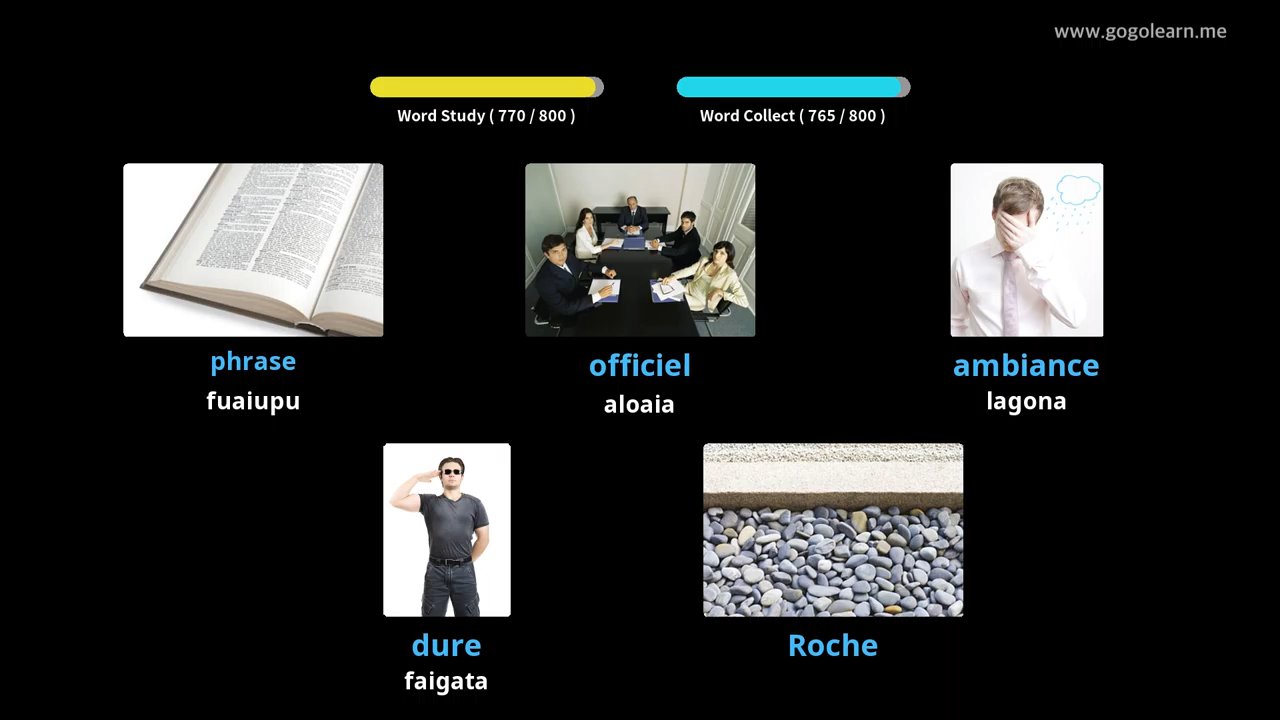 www.gogolearn.me
Word Study ( 770 / 800 )
Word Collect ( 765 / 800 )
phrase
fuaiupu
officiel
aloaia
ambiance
lagona
dure
faigata
Roche